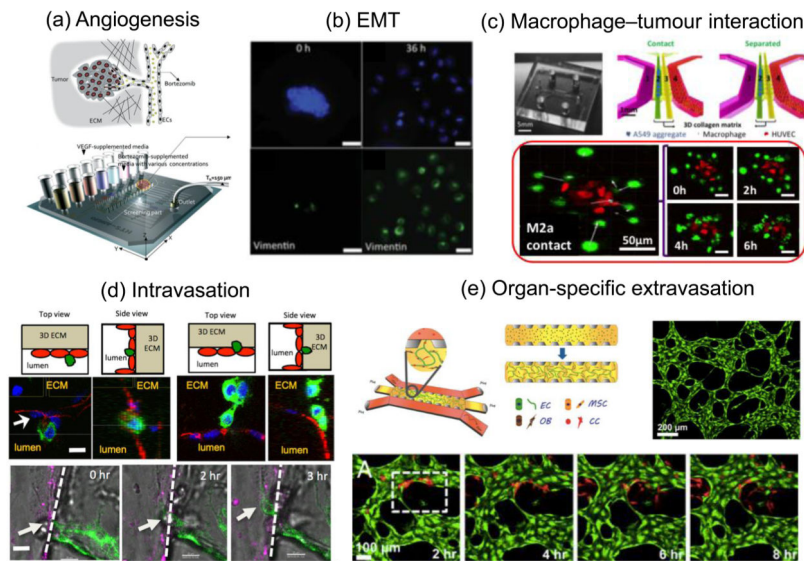 (a) Angiogenesis
Tumor
ECM
ECs
Bortezomib
VEGF-supplemented media
Bortezomib-supplemented
media with various concentrations
Screening part
Outlet
Z
Y
X
(b) EMT
0 h
36 h
Vimentin
Vimentin
(c) Macrophage–tumour interaction
5mm
Contact
Separated
3D collagen matrix
A549 aggregate
Macrophage
HUVEC
M2a
contact
50μm
0h
2h
4h
6h
(d) Intravasation
Top view
Side view
Top view
Side view
3D ECM
lumen
lumen
3D
ECM
3D ECM
lumen
lumen
3D
ECM
ECM
lumen
ECM
lumen
ECM
lumen
ECM
lumen
0 hr
2 hr
3 hr
(e) Organ-specific extravasation
EC
MSC
OB
CC
200 μm
A
100 μm
2 hr
4 hr
6 hr
8 hr